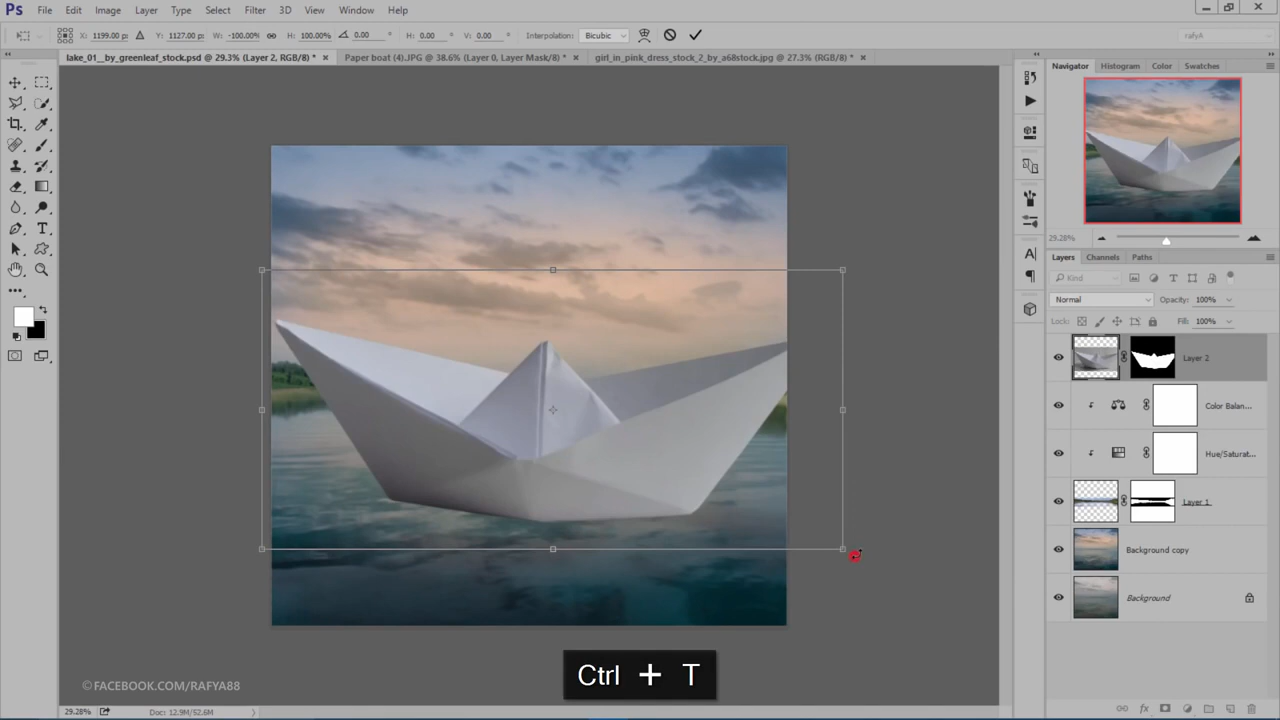 Ps File Edit Image Layer Type Select Filter 3D View Window Help
X: 1199.00 px Y: 1127.00 px W: -100.00% H: 100.00% 0.00 ° H: 0.00 ° V: 0.00 ° Interpolation: Bicubic rafyA
lake_01__by_greenleaf_stock.psd @ 29.3% (Layer 2, RGB/8) * × Paper boat (4).JPG @ 38.6% (Layer 0, Layer Mask/8) * × girl_in_pink_dress_stock_2_by_a68stock.jpg @ 27.3% (RGB/8) * ×
Navigator Histogram Color Swatches
29.28%
Layers Channels Paths
Kind
Normal Opacity: 100%
Lock: Fill: 100%
Layer 2
Color Balan...
Hue/Saturat...
Layer 1
Background copy
Background
Ctrl + T
©FACEBOOK.COM/RAFYA88
29.28% Doc: 12.9M/52.6M